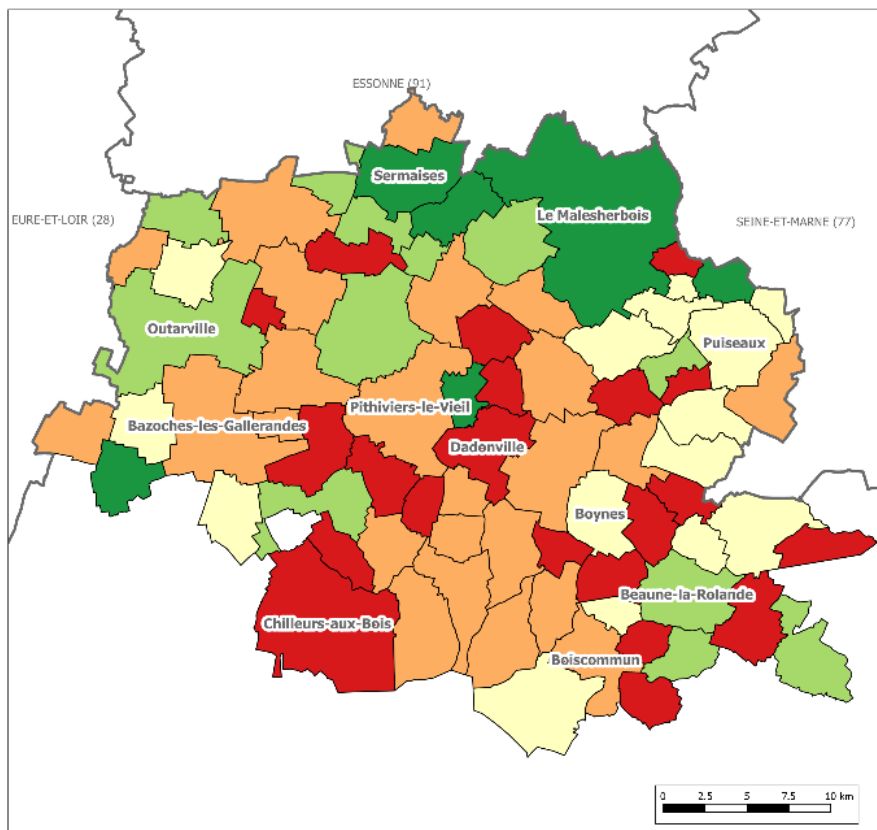 ESSONNE (91)
Sermaises
Le Malesherbois
EURE-ET-LOIR (28)
SEINE-ET-MARNE (77)
Outarville
Puiseaux
Pithiviers-le-Vieil
Bazoches-les-Gallerandes
Dadonville
Boynes
Beaune-la-Rolande
Chilleurs-aux-Bois
Boiscommun
0 2.5 5 7.5 10 km